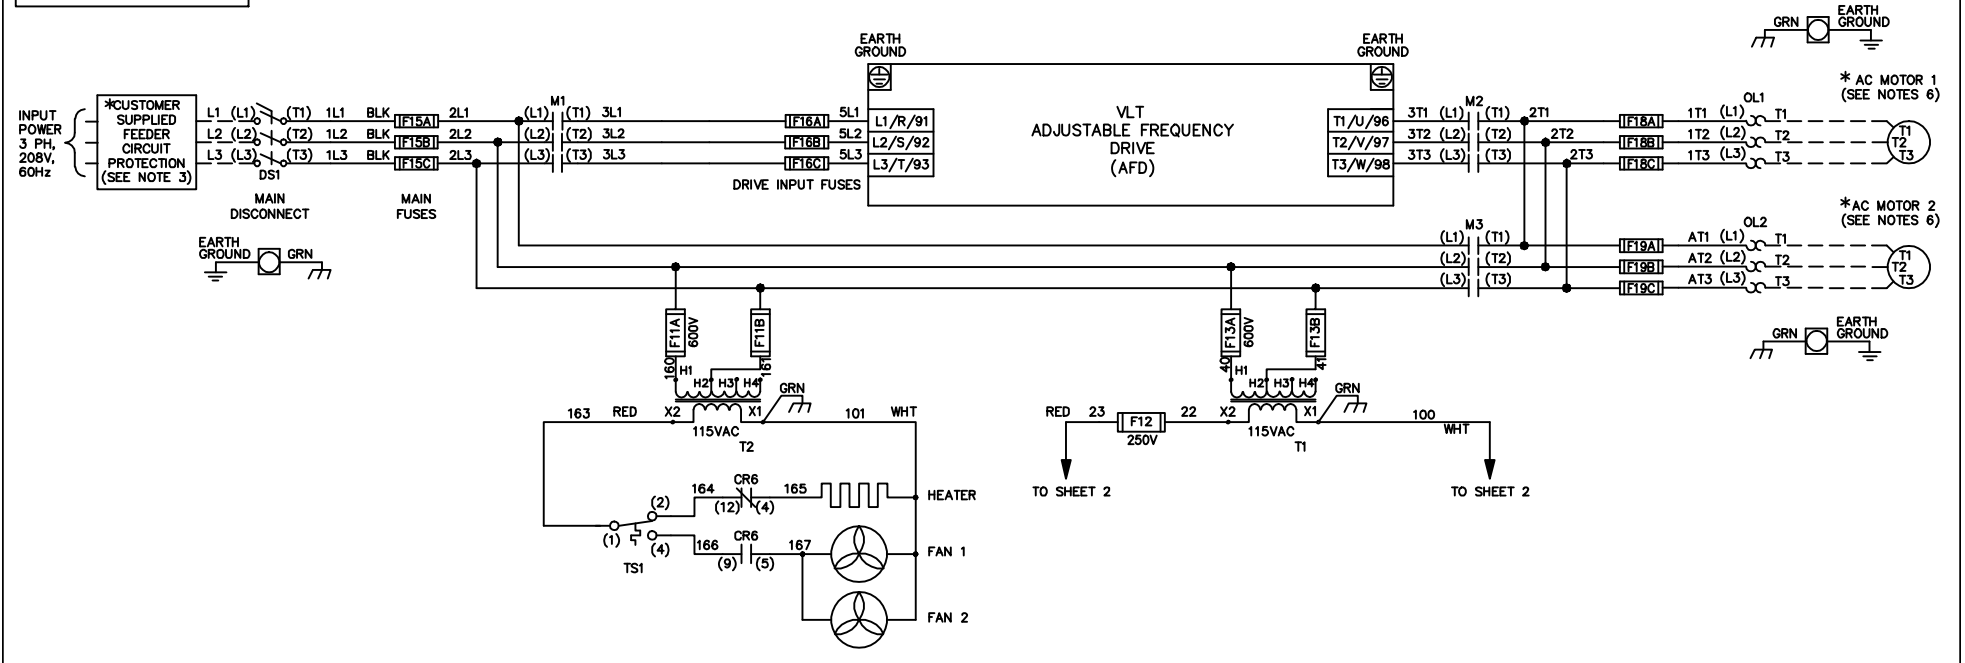 INPUT
POWER
3 PH,
208V,
60Hz
*CUSTOMER
SUPPLIED
FEEDER
CIRCUIT
PROTECTION
(SEE NOTE 3)
L1 (L1) (T1) 1L1 BLK F15A 2L1
L2 (L2) (T2) 1L2 BLK F15B 2L2
L3 (L3) (T3) 1L3 BLK F15C 2L3
DS1
MAIN
DISCONNECT
MAIN
FUSES
EARTH
GROUND
GRN
M1
(L1) (T1) 3L1 F16A 5L1
(L2) (T2) 3L2 F16B 5L2
(L3) (T3) 3L3 F16C 5L3
DRIVE INPUT FUSES
EARTH
GROUND
L1/R/91
L2/S/92
L3/T/93
VLT
ADJUSTABLE FREQUENCY
DRIVE
(AFD)
EARTH
GROUND
T1/U/96
T2/V/97
T3/W/98
M2
3T1 (L1) (T1) 2T1
3T2 (L2) (T2) 2T2
3T3 (L3) (T3) 2T3
OL1
F18A 1T1 (L1) T1
F18B 1T2 (L2) T2
F18C 1T3 (L3) T3
GRN
EARTH
GROUND
* AC MOTOR 1
(SEE NOTES 6)
T1
T2
T3
M3
(L1) (T1)
(L2) (T2)
(L3) (T3)
OL2
F19A AT1 (L1) T1
F19B AT2 (L2) T2
F19C AT3 (L3) T3
*AC MOTOR 2
(SEE NOTES 6)
T1
T2
T3
GRN
EARTH
GROUND
F11A
600V
F11B
160
161
H1 H2 H3 H4
GRN
163 RED X2 X1 101 WHT
115VAC
T2
F13A
600V
F13B
40
41
H1 H2 H3 H4
GRN
RED 23 F12 22 X2 X1 100
WHT
250V
115VAC
T1
TO SHEET 2
TO SHEET 2
CR6
164 165
(12) (4)
HEATER
(2)
(1)
(4)
TS1
CR6
166 167
(9) (5)
FAN 1
FAN 2